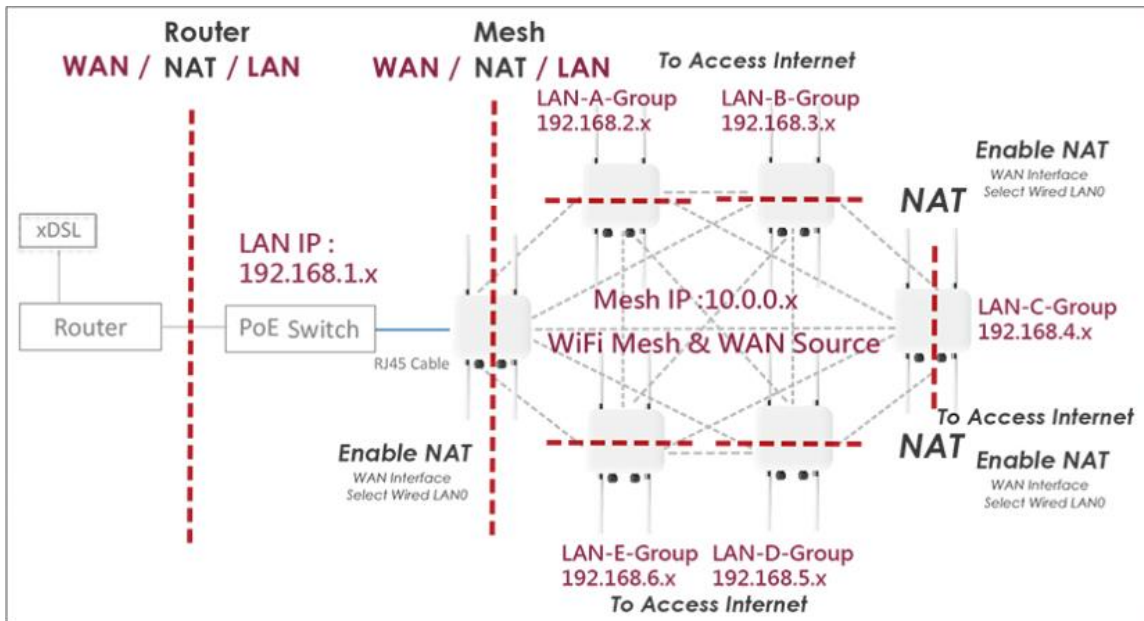 Router
WAN / NAT / LAN
Mesh
WAN / NAT / LAN
To Access Internet
LAN-A-Group
192.168.2.x
LAN-B-Group
192.168.3.x
Enable NAT
WAN Interface
Select Wired LAN0
NAT
xDSL
LAN IP :
192.168.1.x
Router
PoE Switch
RJ45 Cable
Mesh IP :10.0.0.x
WiFi Mesh & WAN Source
LAN-C-Group
192.168.4.x
To Access Internet
NAT
Enable NAT
WAN Interface
Select Wired LAN0
Enable NAT
WAN Interface
Select Wired LAN0
LAN-E-Group
192.168.6.x
LAN-D-Group
192.168.5.x
To Access Internet